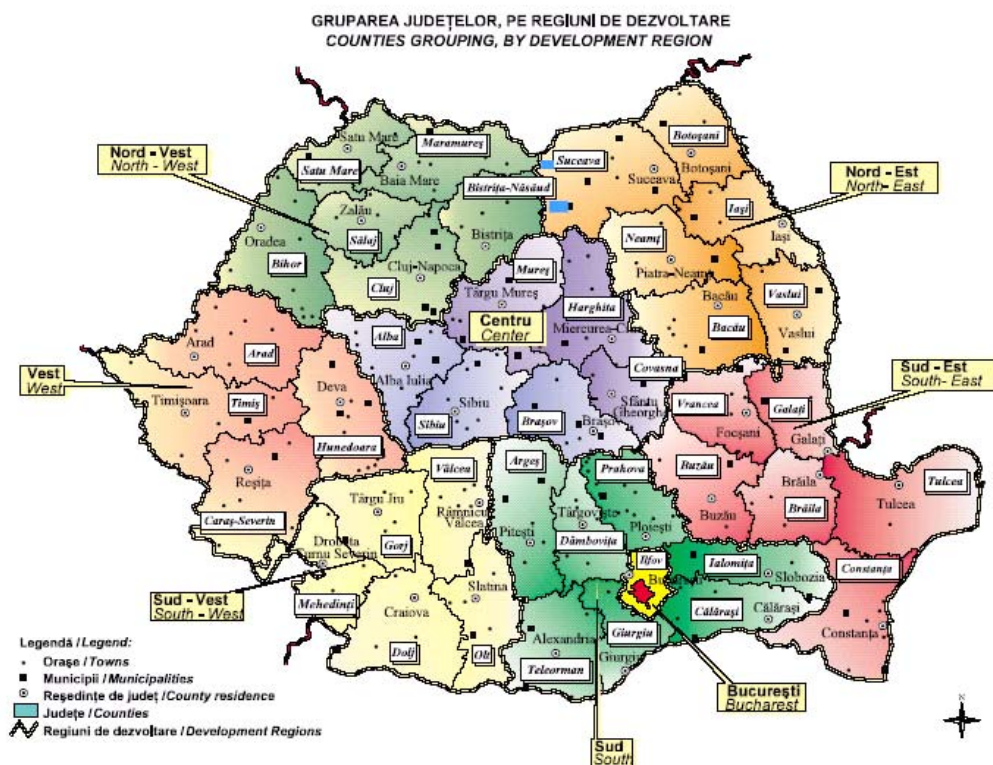 GRUPAREA JUDEȚELOR, PE REGIUNI DE DEZVOLTARE
COUNTIES GROUPING, BY DEVELOPMENT REGION
Nord - Vest
North - West
Satu Mare
Satu Mare
Maramureș
Baia Mare
Bistrița-Năsăud
Bistrița
Zalău
Sălaj
Oradea
Bihor
Cluj-Napoca
Cluj
Suceava
Suceava
Botoșani
Botoșani
Nord - Est
North - East
Iași
Iași
Neamț
Piatra-Neamț
Bacău
Bacău
Vaslui
Vaslui
Mureș
Târgu Mureș
Harghita
Centru
Center
Miercurea-C
Alba
Alba Iulia
Sibiu
Sibiu
Brașov
Brașov
Covasna
Sfântu
Gheorghe
Vest
West
Arad
Arad
Timișoara
Timiș
Deva
Hunedoara
Reșița
Caraș-Severin
Sud - Est
South- East
Vrancea
Focșani
Galați
Galați
Buzău
Buzău
Brăila
Brăila
Tulcea
Tulcea
Constanța
Constanța
Vâlcea
Râmnicu
Vâlcea
Târgu Jiu
Gorj
Drobeta
Turnu Severin
Mehedinți
Craiova
Dolj
Slatina
Olt
Sud - Vest
South - West
Argeș
Pitești
Prahova
Ploiești
Târgoviște
Dâmbovița
Ilfov
Ialomița
Slobozia
Călărași
Călărași
Giurgiu
Giurgiu
Alexandria
Teleorman
București
Bucharest
Sud
South
Legendă / Legend:
Orașe / Towns
Municipii / Municipalities
Reședințe de județ / County residence
Județe / Counties
Regiuni de dezvoltare / Development Regions